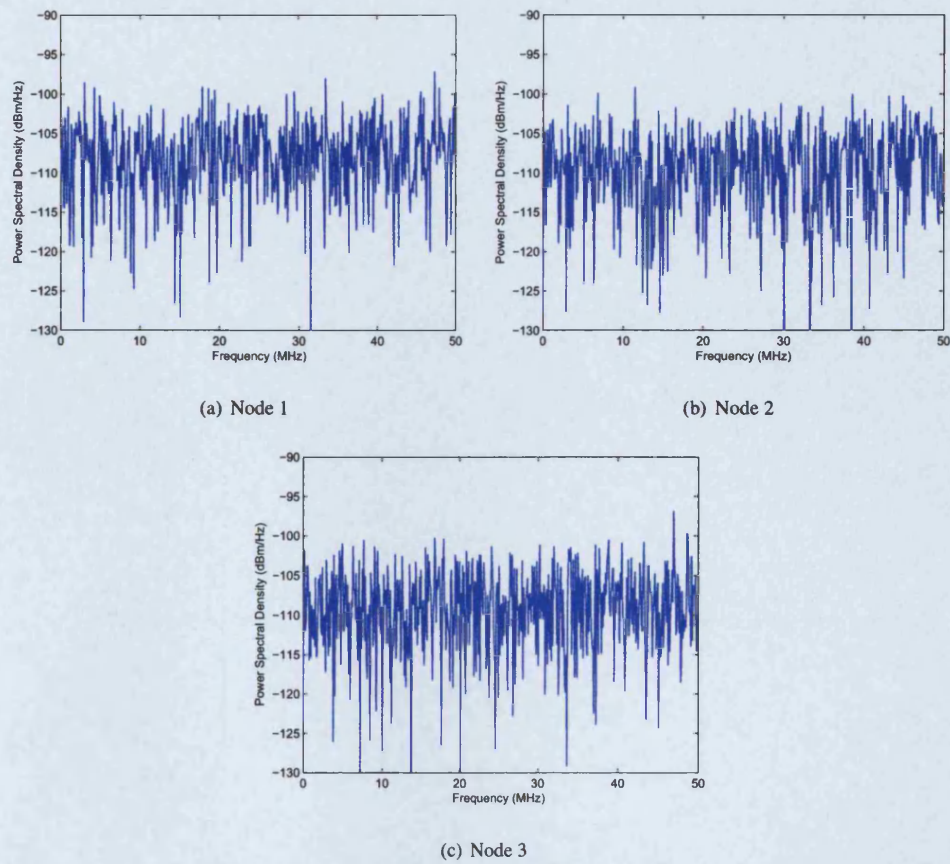 −90
−95
−100
−105
−110
−115
−120
−125
−130
Power Spectral Density (dBm/Hz)
0 10 20 30 40 50
Frequency (MHz)
(a) Node 1
−90
−95
−100
−105
−110
−115
−120
−125
−130
Power Spectral Density (dBm/Hz)
0 10 20 30 40 50
Frequency (MHz)
(b) Node 2
−90
−95
−100
−105
−110
−115
−120
−125
−130
Power Spectral Density (dBm/Hz)
0 10 20 30 40 50
Frequency (MHz)
(c) Node 3